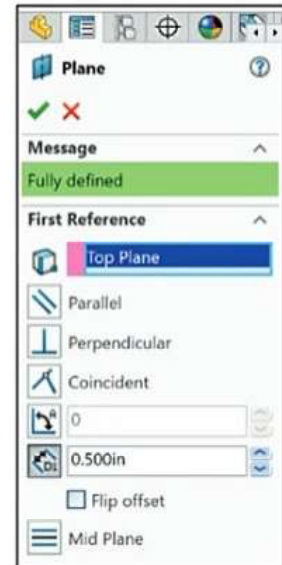 Plane
Message
Fully defined
First Reference
Top Plane
Parallel
Perpendicular
Coincident
0
0.500in
Flip offset
Mid Plane